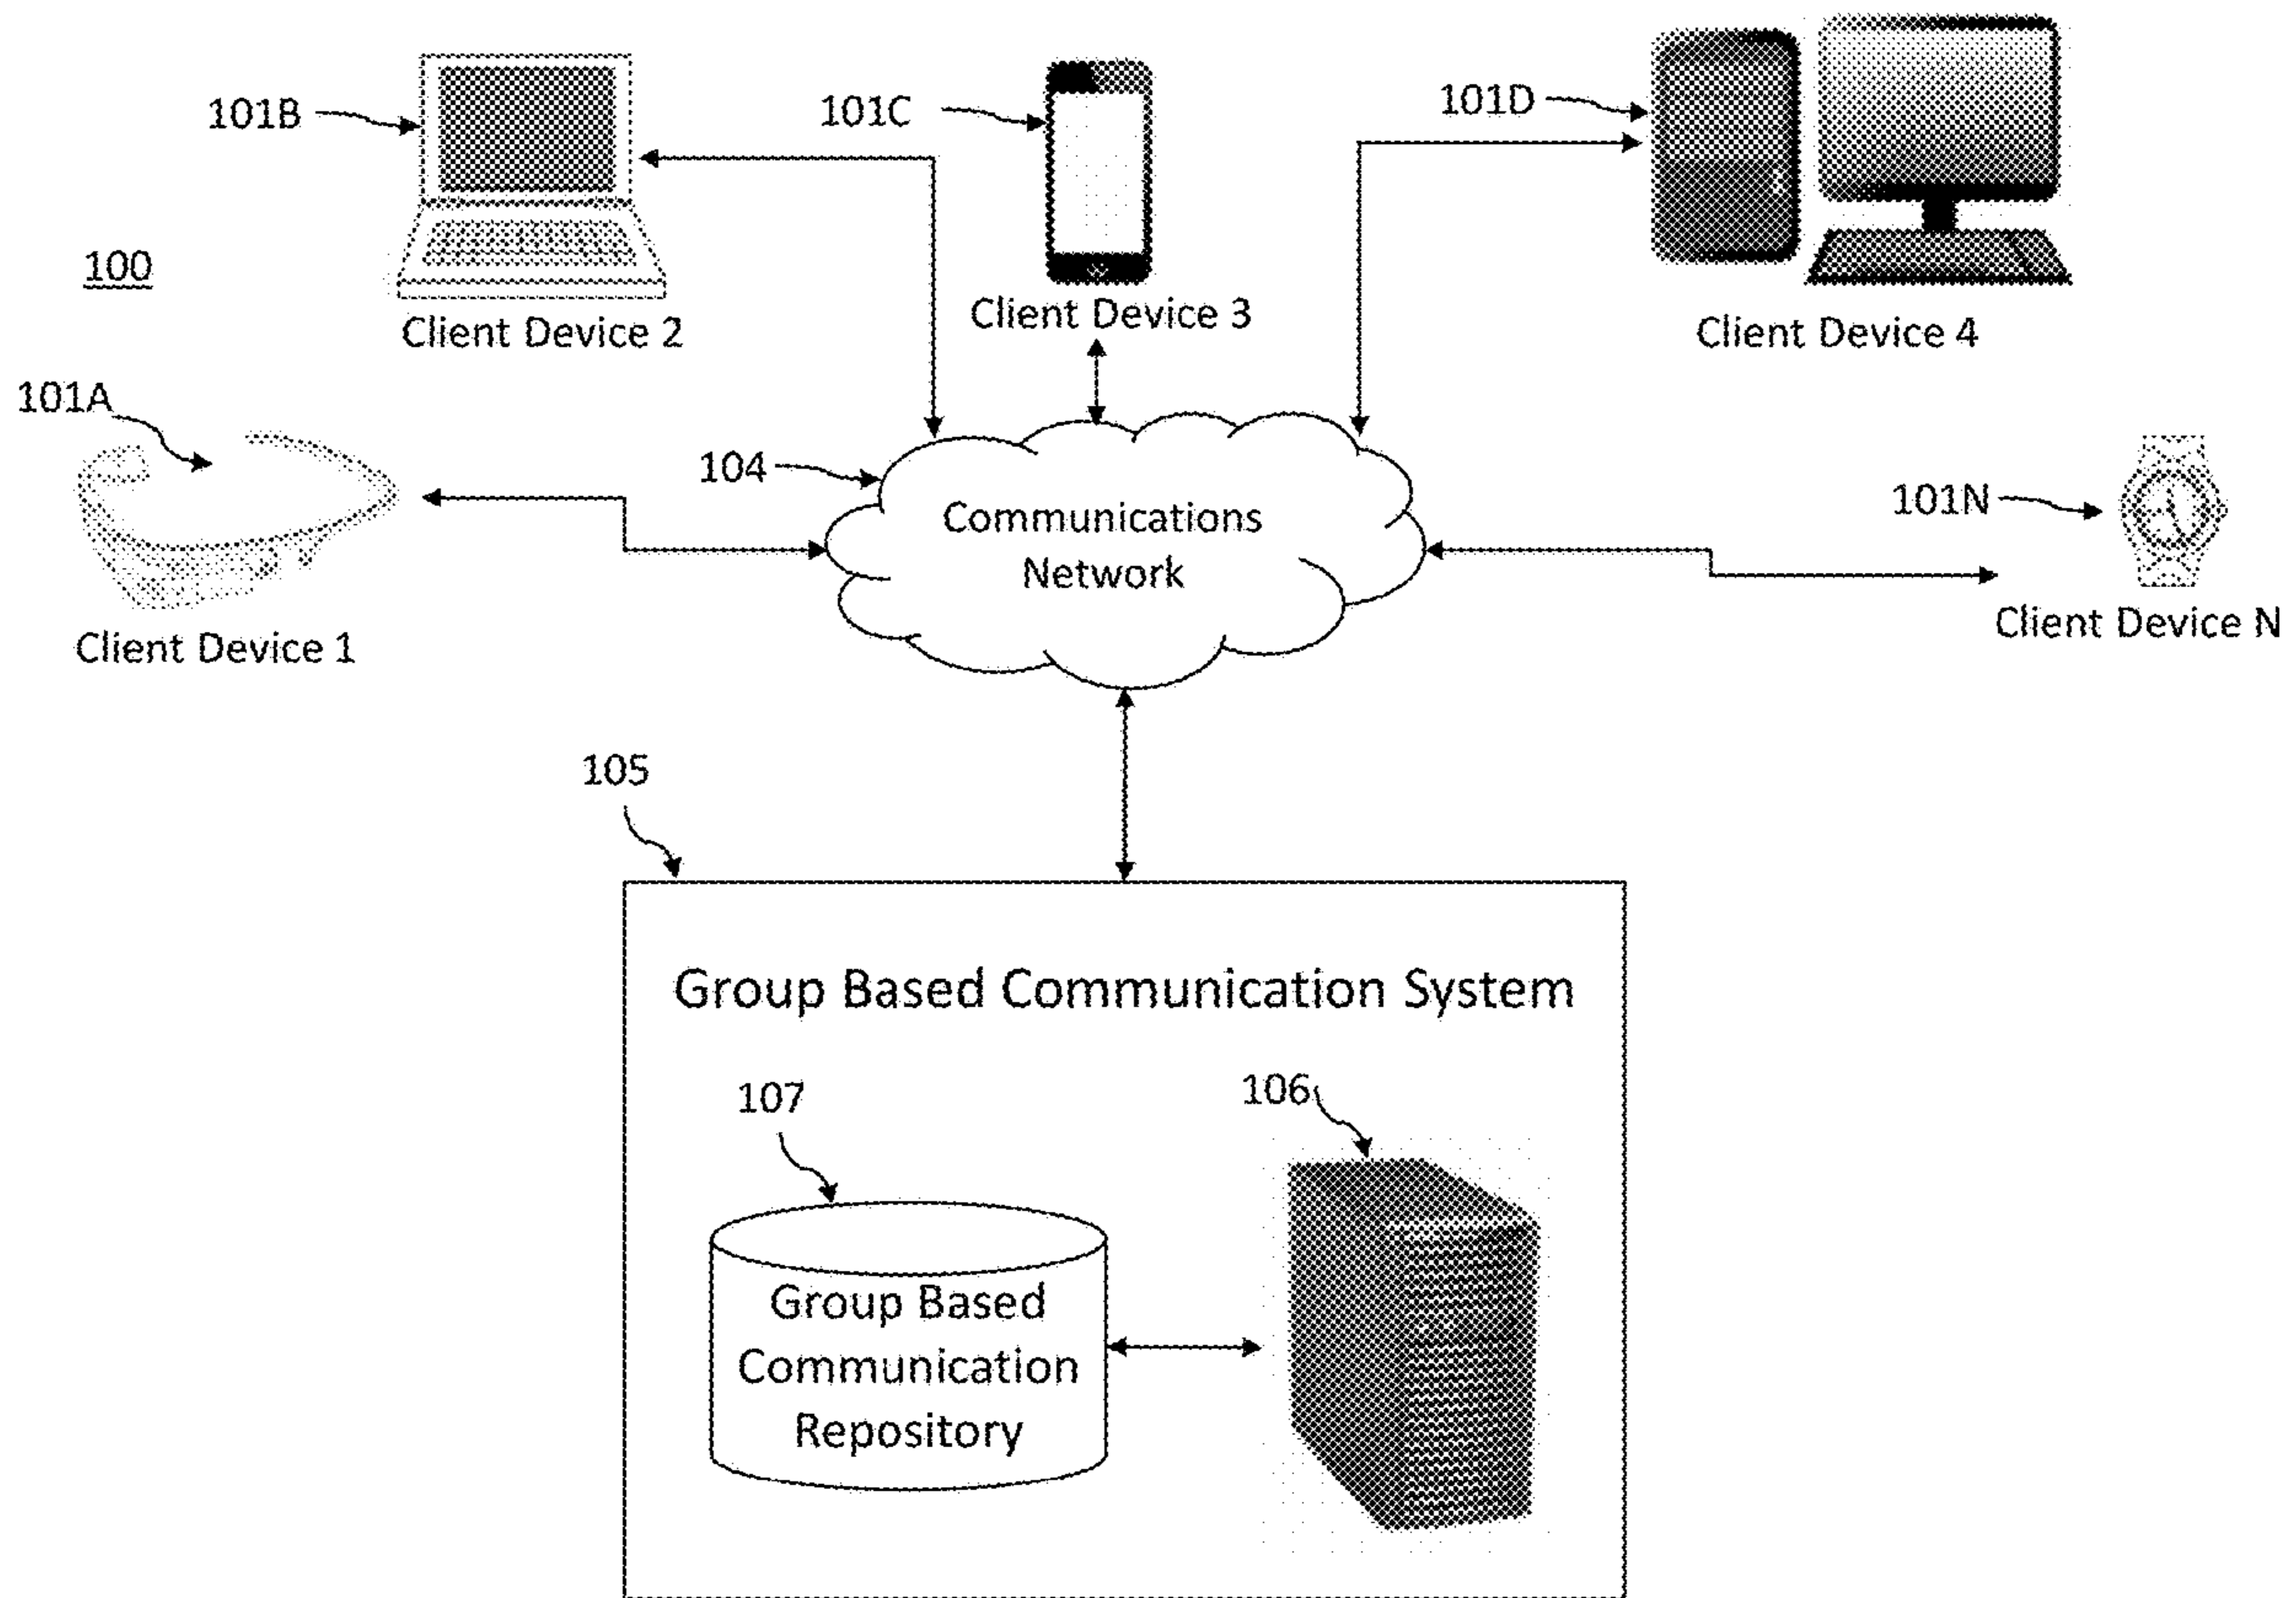 101B
101C
101D
100
Client Device 2
Client Device 3
Client Device 4
101A
104
Communications
Network
101N
Client Device 1
Client Device N
105
Group Based Communication System
107
106
Group Based
Communication
Repository